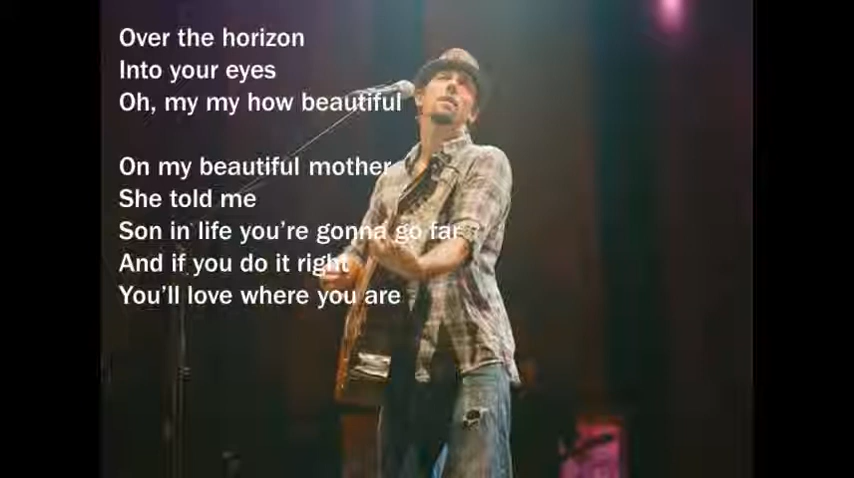 Over the horizon
Into your eyes
Oh, my my how beautiful
On my beautiful mother
She told me
Son in life you're gonna go far
And if you do it right
You'll love where you are